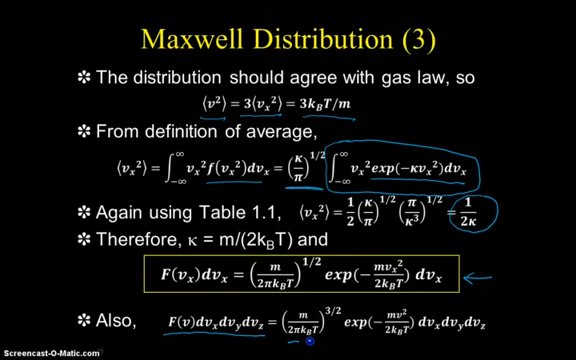 Maxwell Distribution (3)
✻ The distribution should agree with gas law, so
⟨v²⟩ = 3⟨vₓ²⟩ = 3k_BT/m
✻ From definition of average,
⟨vₓ²⟩ = ∫_{-∞}^{∞} vₓ² f(vₓ²)dvₓ = (κ/π)^{1/2} ∫_{-∞}^{∞} vₓ² exp(−κvₓ²)dvₓ
✻ Again using Table 1.1, ⟨vₓ²⟩ = 1/2 (κ/π)^{1/2} (π/κ³)^{1/2} = 1/2κ
✻ Therefore, κ = m/(2k_BT) and
F(vₓ)dvₓ = (m/2πk_BT)^{1/2} exp(−mvₓ²/2k_BT) dvₓ
✻ Also, F(v)dvₓdv_ydv_z = (m/2πk_BT)^{3/2} exp(−mv²/2k_BT) dvₓdv_ydv_z
Screencast-O-Matic.com